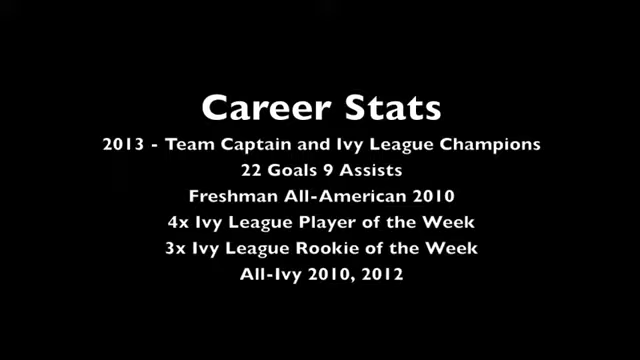 Career Stats
2013 - Team Captain and Ivy League Champions
22 Goals 9 Assists
Freshman All-American 2010
4x Ivy League Player of the Week
3x Ivy League Rookie of the Week
All-Ivy 2010, 2012